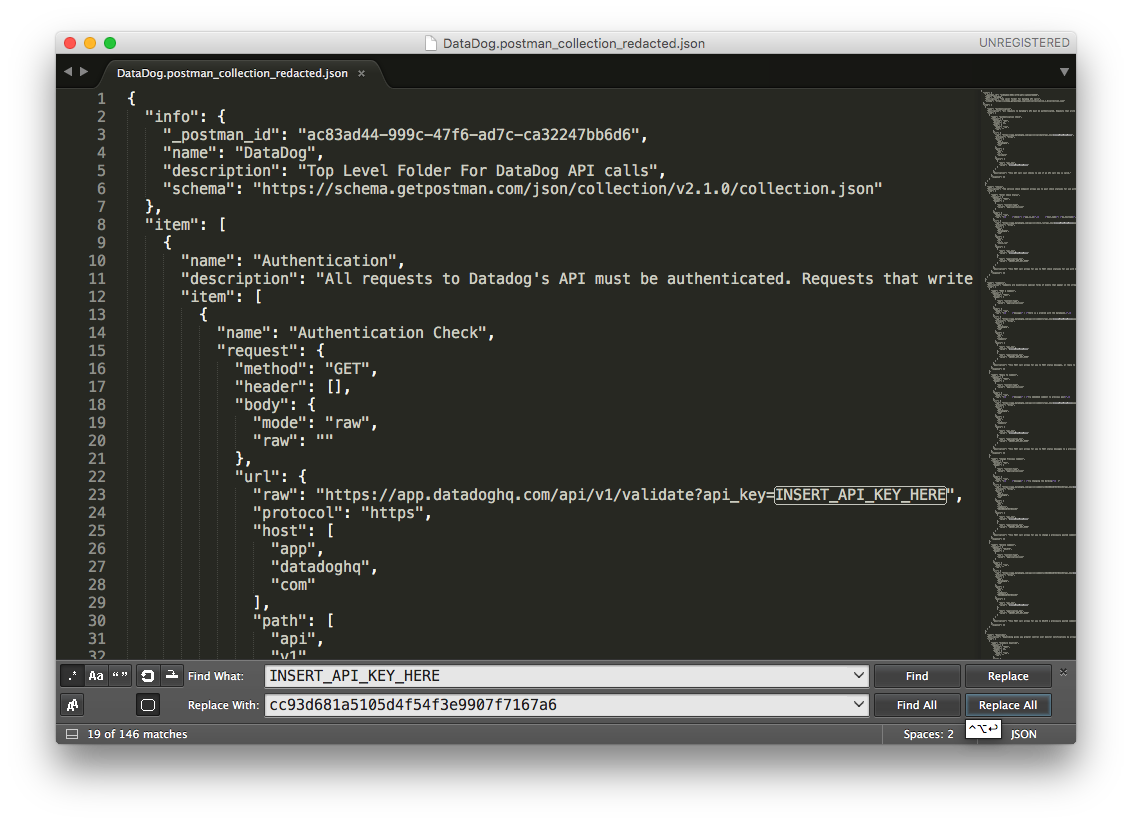 DataDog.postman_collection_redacted.json
UNREGISTERED
DataDog.postman_collection_redacted.json ×
1 {
2 "info": {
3 "_postman_id": "ac83ad44-999c-47f6-ad7c-ca32247bb6d6",
4 "name": "DataDog",
5 "description": "Top Level Folder For DataDog API calls",
6 "schema": "https://schema.getpostman.com/json/collection/v2.1.0/collection.json"
7 },
8 "item": [
9 {
10 "name": "Authentication",
11 "description": "All requests to Datadog's API must be authenticated. Requests that write
12 "item": [
13 {
14 "name": "Authentication Check",
15 "request": {
16 "method": "GET",
17 "header": [],
18 "body": {
19 "mode": "raw",
20 "raw": ""
21 },
22 "url": {
23 "raw": "https://app.datadoghq.com/api/v1/validate?api_key=INSERT_API_KEY_HERE",
24 "protocol": "https",
25 "host": [
26 "app",
27 "datadoghq",
28 "com"
29 ],
30 "path": [
31 "api",
32 "v1"
.* Aa “ ” Find What: INSERT_API_KEY_HERE Find Replace
Replace With: cc93d681a5105d4f54f3e9907f7167a6 Find All Replace All
^⌥↩
19 of 146 matches Spaces: 2 JSON